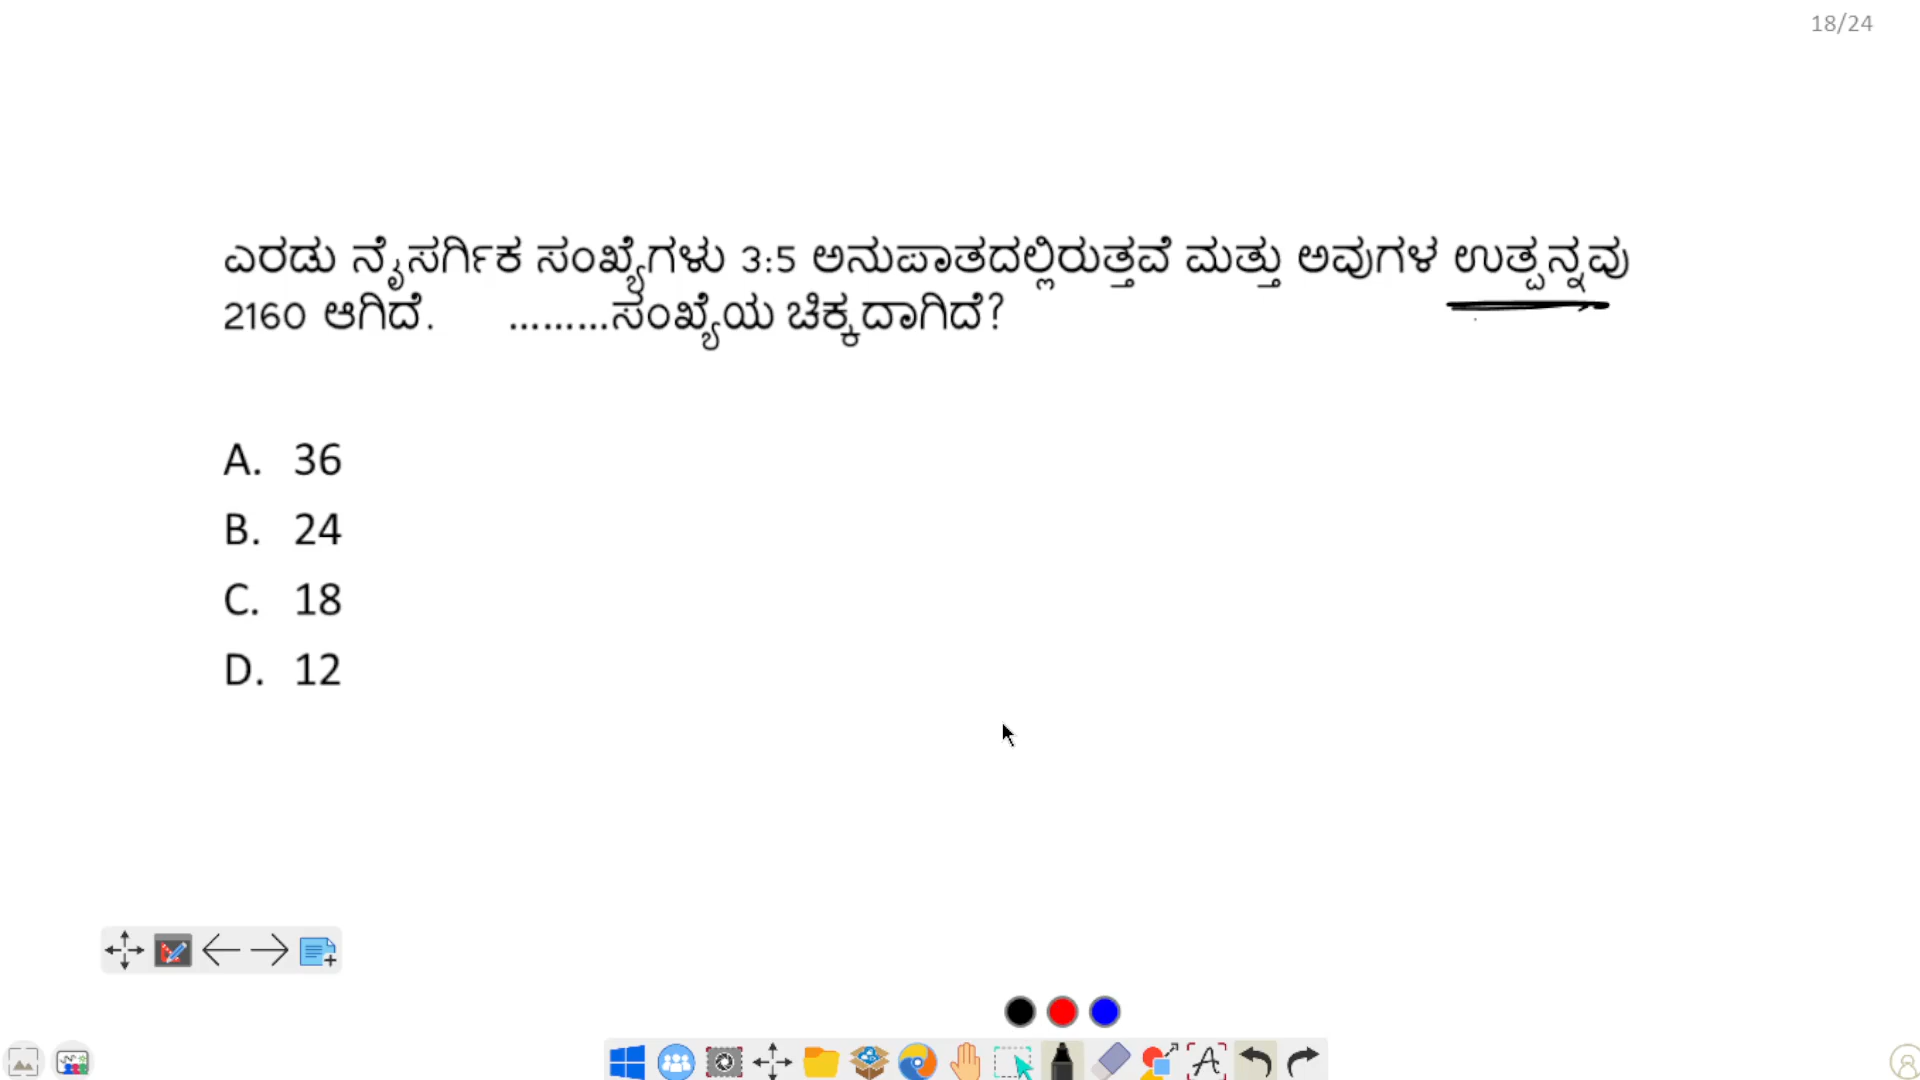 18/24
ಎರಡು ನೈಸರ್ಗಿಕ ಸಂಖ್ಯೆಗಳು 3:5 ಅನುಪಾತದಲ್ಲಿರುತ್ತವೆ ಮತ್ತು ಅವುಗಳ ಉತ್ಪನ್ನವು
2160 ಆಗಿದೆ. .........ಸಂಖ್ಯೆಯ ಚಿಕ್ಕದಾಗಿದೆ?
A. 36
B. 24
C. 18
D. 12